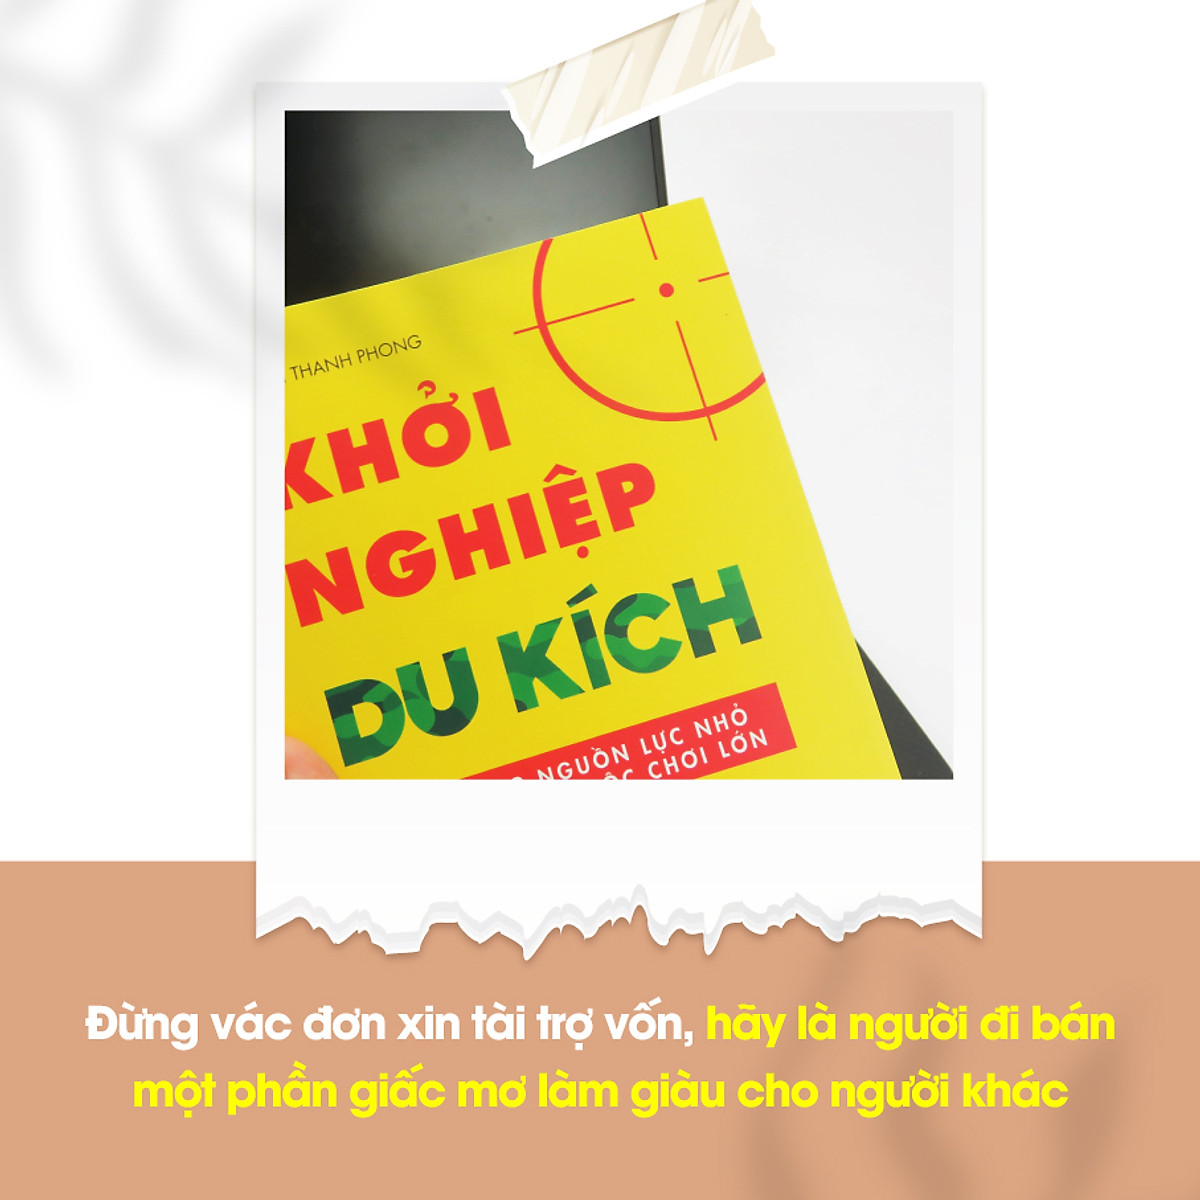 THANH PHONG
KHỞI
NGHIỆP
DU KÍCH
NGUỒN LỰC NHỎ
CHƠI LỚN
Đừng vác đơn xin tài trợ vốn, hãy là người đi bán
một phần giấc mơ làm giàu cho người khác